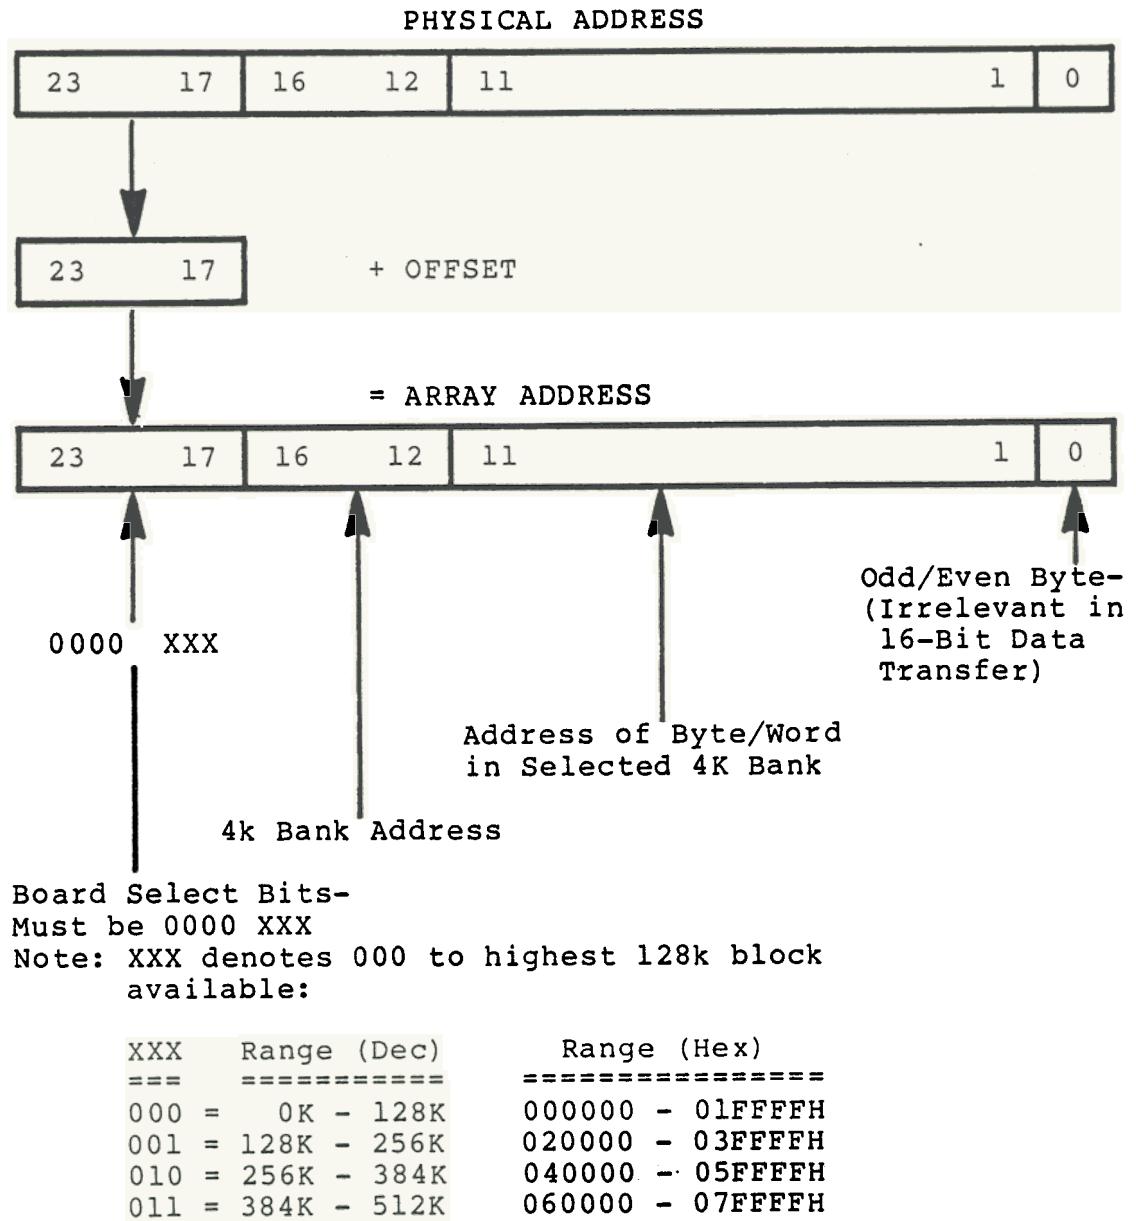 PHYSICAL ADDRESS
23 17 16 12 11 1 0
23 17 + OFFSET
= ARRAY ADDRESS
23 17 16 12 11 1 0
Odd/Even Byte-
(Irrelevant in
16-Bit Data
Transfer)
0000 XXX
Address of Byte/Word
in Selected 4K Bank
4k Bank Address
Board Select Bits-
Must be 0000 XXX
Note: XXX denotes 000 to highest 128k block
available:
XXX Range (Dec) Range (Hex)
=== =========== ================
000 = 0K - 128K 000000 - 01FFFFH
001 = 128K - 256K 020000 - 03FFFFH
010 = 256K - 384K 040000 - 05FFFFH
011 = 384K - 512K 060000 - 07FFFFH